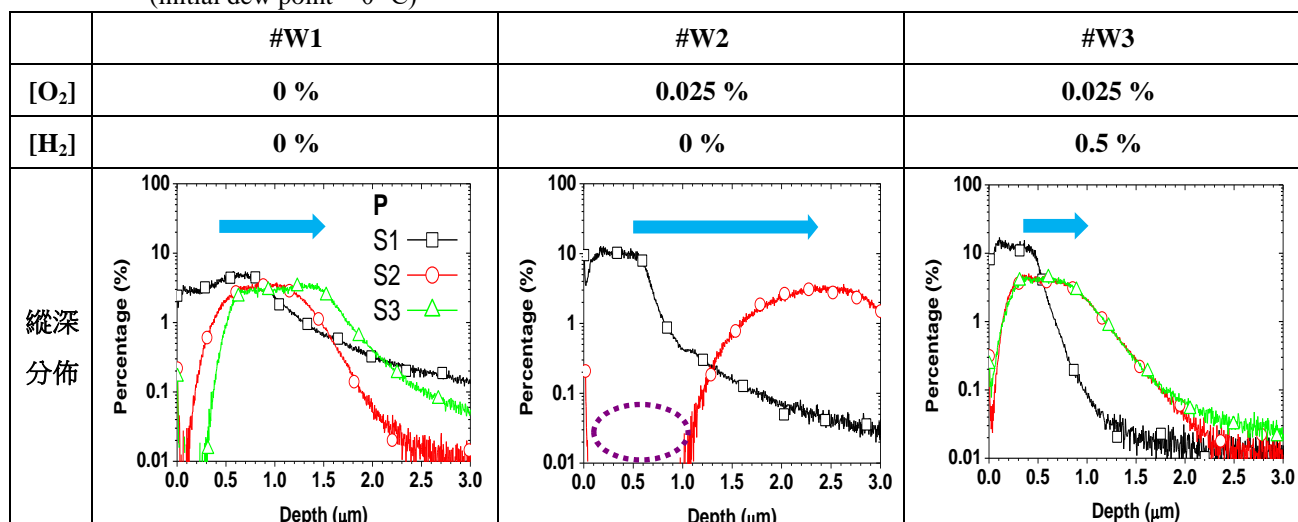 (initial dew point = 0 °C)
#W1 #W2 #W3
[O₂] 0 % 0.025 % 0.025 %
[H₂] 0 % 0 % 0.5 %
縱深
分佈
Percentage (%)
100
10
1
0.1
0.01
P
S1
S2
S3
0.0 0.5 1.0 1.5 2.0 2.5 3.0
Depth (μm)
Percentage (%)
100
10
1
0.1
0.01
0.0 0.5 1.0 1.5 2.0 2.5 3.0
Depth (μm)
Percentage (%)
100
10
1
0.1
0.01
0.0 0.5 1.0 1.5 2.0 2.5 3.0
Depth (μm)